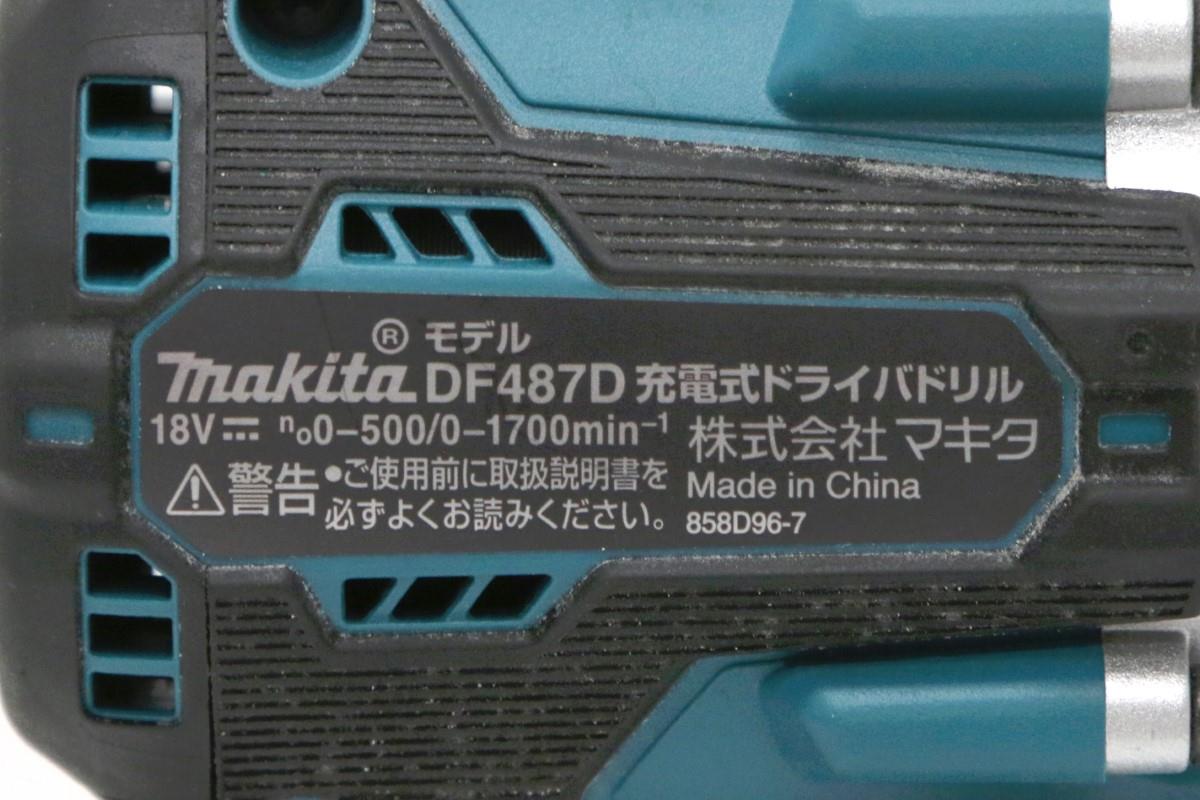 ® モデル
makita DF487D 充電式ドライバドリル
18V⎓ n₀0–500/0–1700min⁻¹ 株式会社マキタ
⚠警告 •ご使用前に取扱説明書を
必ずよくお読みください。
Made in China
858D96-7